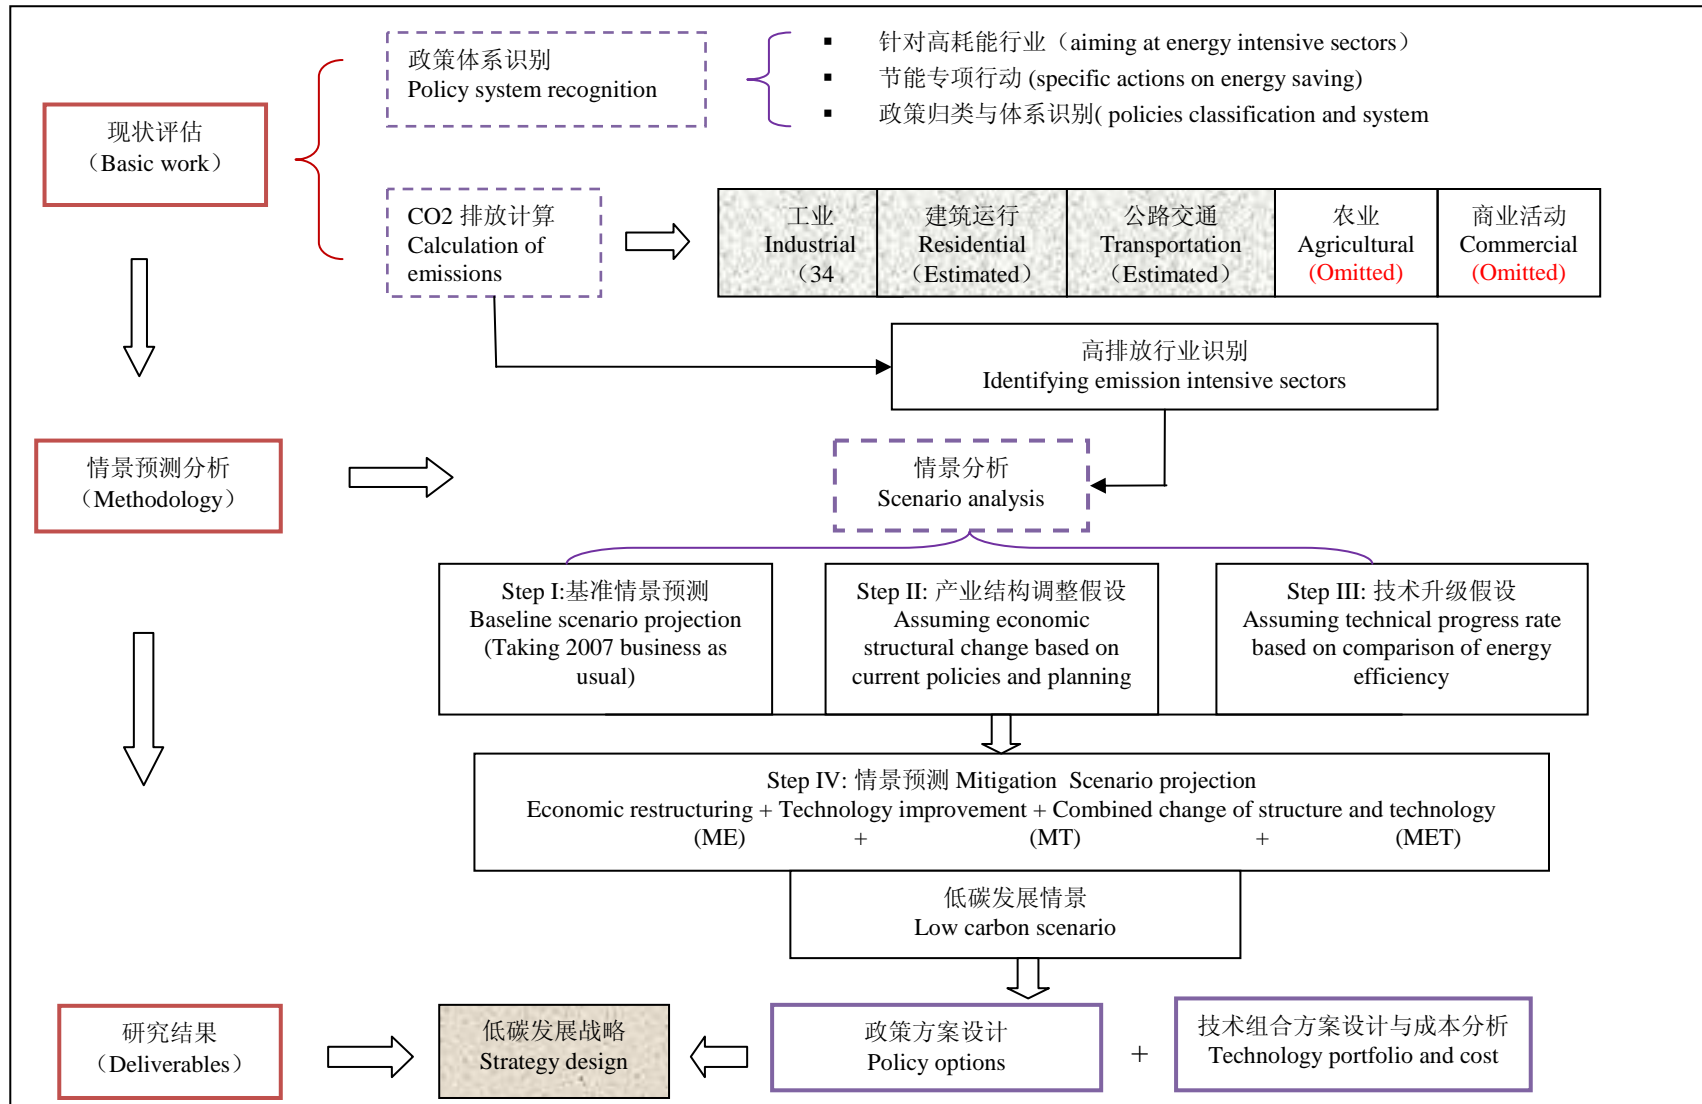 政策体系识别
Policy system recognition
▪ 针对高耗能行业（aiming at energy intensive sectors）
▪ 节能专项行动 (specific actions on energy saving)
▪ 政策归类与体系识别( policies classification and system
现状评估
（Basic work）
CO2 排放计算
Calculation of
emissions
工业
Industrial
（34
建筑运行
Residential
（Estimated）
公路交通
Transportation
(Estimated)
农业
Agricultural
(Omitted)
商业活动
Commercial
(Omitted)
高排放行业识别
Identifying emission intensive sectors
情景预测分析
（Methodology）
情景分析
Scenario analysis
Step I:基准情景预测
Baseline scenario projection
(Taking 2007 business as
usual)
Step II: 产业结构调整假设
Assuming economic
structural change based on
current policies and planning
Step III: 技术升级假设
Assuming technical progress rate
based on comparison of energy
efficiency
Step IV: 情景预测 Mitigation Scenario projection
Economic restructuring + Technology improvement + Combined change of structure and technology
(ME) + (MT) + (MET)
低碳发展情景
Low carbon scenario
研究结果
（Deliverables）
低碳发展战略
Strategy design
政策方案设计
Policy options
+
技术组合方案设计与成本分析
Technology portfolio and cost